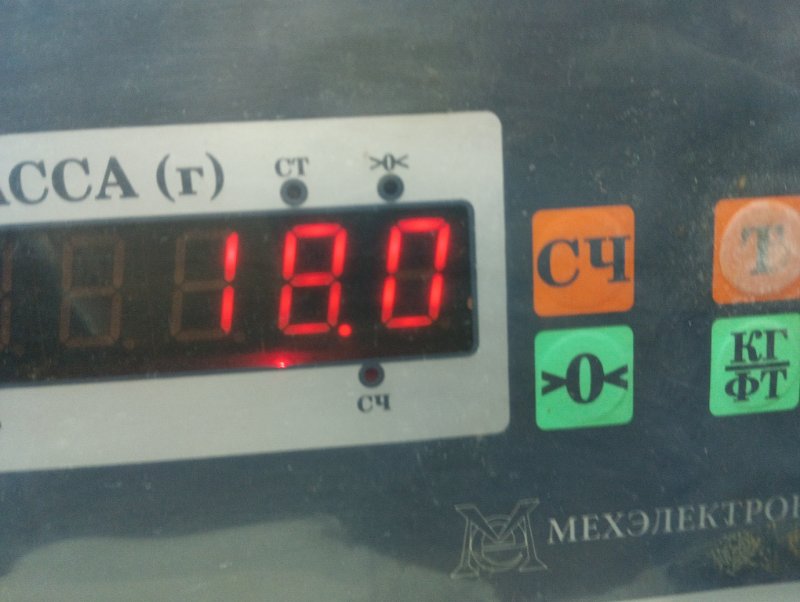 АССА (г)
СТ
>0<
18.0
СЧ
СЧ
Т
>0<
КГ
ФТ
МЕХЭЛЕКТРО